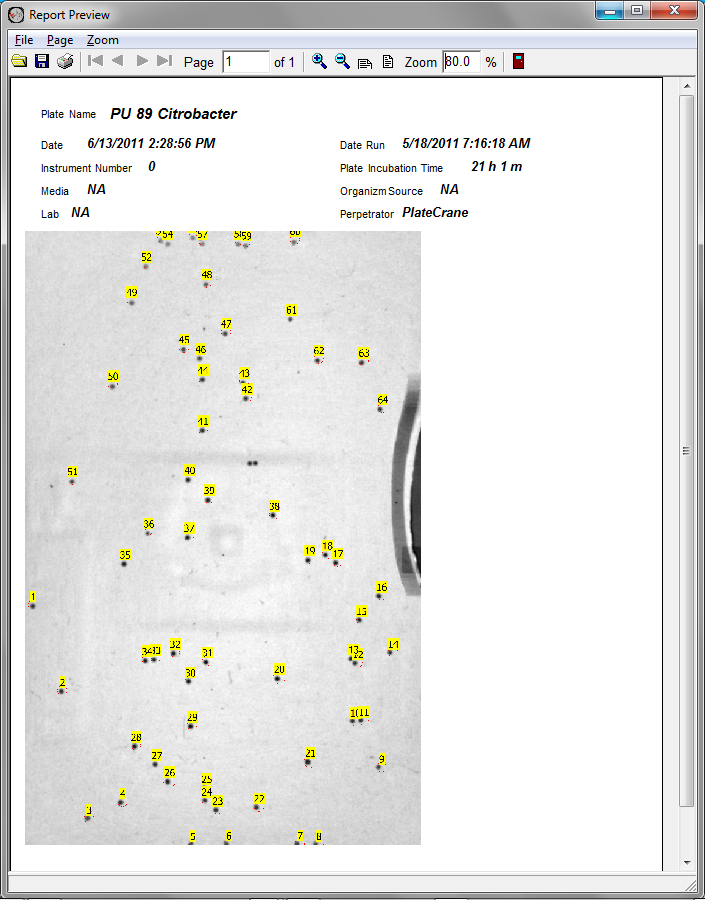 Report Preview
File Page Zoom
Page 1 of 1 Zoom 80.0 %
Plate Name PU 89 Citrobacter
Date 6/13/2011 2:28:56 PM Date Run 5/18/2011 7:16:18 AM
Instrument Number 0 Plate Incubation Time 21 h 1 m
Media NA Organizm Source NA
Lab NA Perpetrator PlateCrane
54 57 59 60
52
48
49
61
47
45 46 62 63
44 43
50
42
64
41
51 40
39
38
36 37
35 19 18 17
16
1
15
34 33 32 31 13 12 14
30 20
2
29 10 11
28
27 21 9
26
25
4 24
3 23 22
5 6 7 8